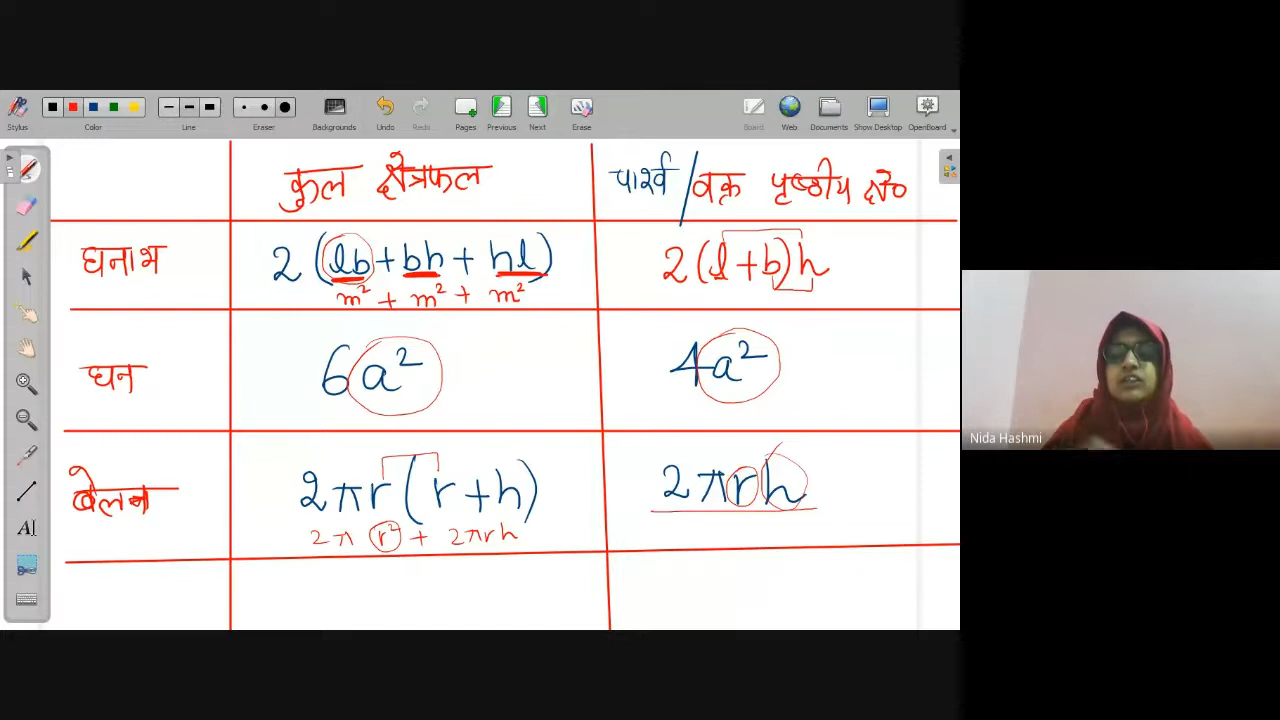 Stylus Color Line Eraser Backgrounds Undo Redo Pages Previous Next Erase Board Web Documents Show Desktop OpenBoard
कुल क्षेत्रफल पार्श्व/वक्र पृष्ठीय क्षे०
घनाभ 2(lb+bh+hl) 2(l+b)h
m² + m² + m²
घन 6a² 4a²
बेलन 2πr(r+h) 2πrh
2π r² + 2πrh
Nida Hashmi